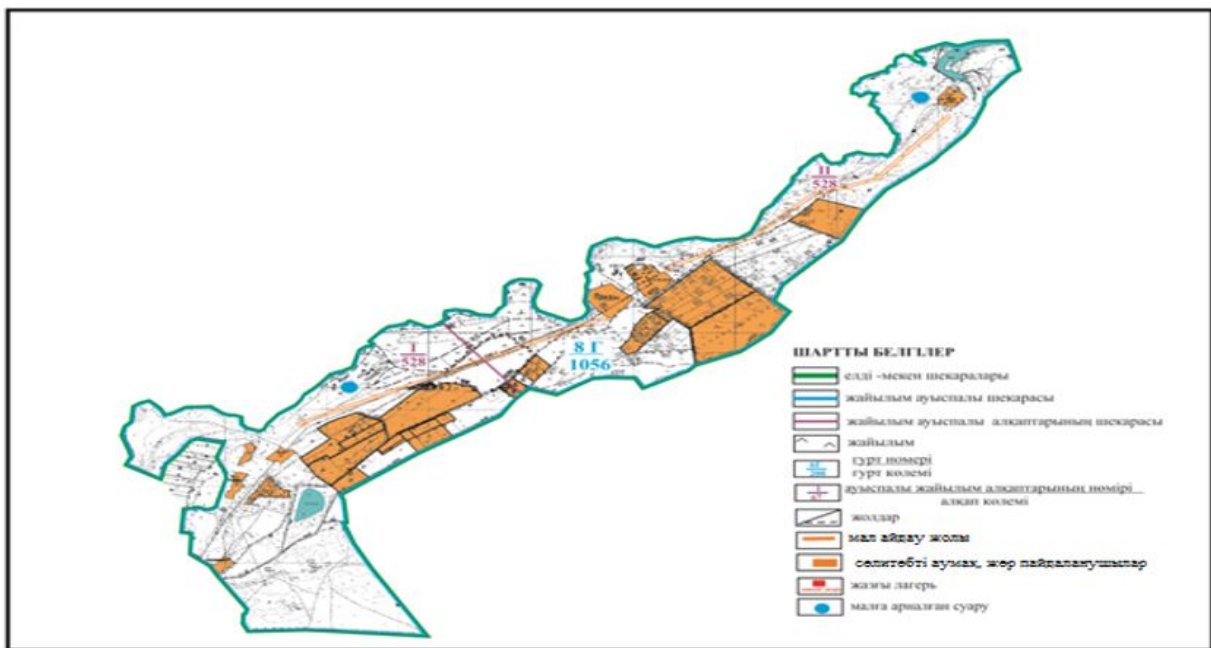 II
528
I
528
8 Г
1056
ШАРТТЫ БЕЛГІЛЕР
елді -мекен шекаралары
жайылым ауыспалы шекарасы
жайылым ауыспалы алқаптарының шекарасы
жайылым
гурт номері
гурт көлемі
ауыспалы жайылым алқаптарының нөмірі
алқап көлемі
жолдар
мал айдау жолы
селитебті аумақ, жер пайдаланушылар
жазғы лагерь
малға арналған суару